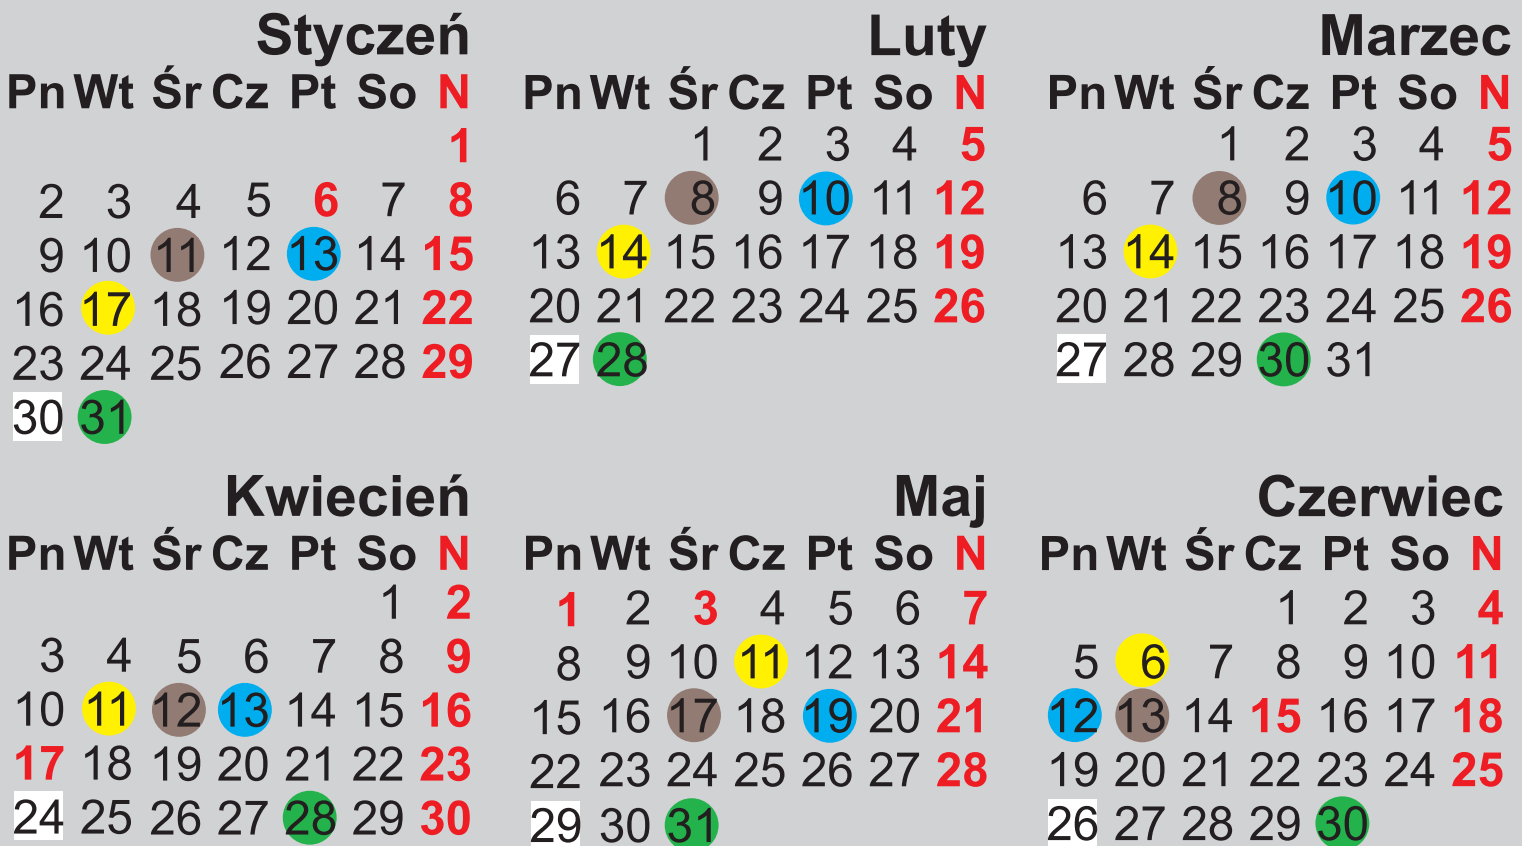 Styczeń
Pn Wt Śr Cz Pt So N
1
2 3 4 5 6 7 8
9 10 11 12 13 14 15
16 17 18 19 20 21 22
23 24 25 26 27 28 29
30 31
Luty
Pn Wt Śr Cz Pt So N
1 2 3 4 5
6 7 8 9 10 11 12
13 14 15 16 17 18 19
20 21 22 23 24 25 26
27 28
Marzec
Pn Wt Śr Cz Pt So N
1 2 3 4 5
6 7 8 9 10 11 12
13 14 15 16 17 18 19
20 21 22 23 24 25 26
27 28 29 30 31
Kwiecień
Pn Wt Śr Cz Pt So N
1 2
3 4 5 6 7 8 9
10 11 12 13 14 15 16
17 18 19 20 21 22 23
24 25 26 27 28 29 30
Maj
Pn Wt Śr Cz Pt So N
1 2 3 4 5 6 7
8 9 10 11 12 13 14
15 16 17 18 19 20 21
22 23 24 25 26 27 28
29 30 31
Czerwiec
Pn Wt Śr Cz Pt So N
1 2 3 4
5 6 7 8 9 10 11
12 13 14 15 16 17 18
19 20 21 22 23 24 25
26 27 28 29 30